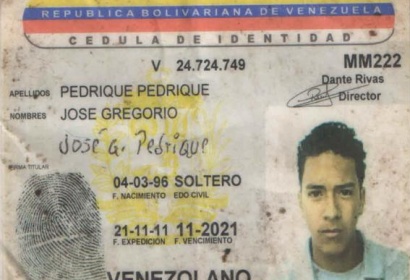 REPUBLICA BOLIVARIANA DE VENEZUELA
CEDULA DE IDENTIDAD
V 24.724.749 MM222
Dante Rivas
Director
APELLIDOS PEDRIQUE PEDRIQUE
NOMBRES JOSE GREGORIO
José G. Pedrique
FIRMA TITULAR
04-03-96 SOLTERO
F. NACIMIENTO EDO CIVIL
21-11-11 11-2021
F. EXPEDICION F. VENCIMIENTO
VENEZOLANO